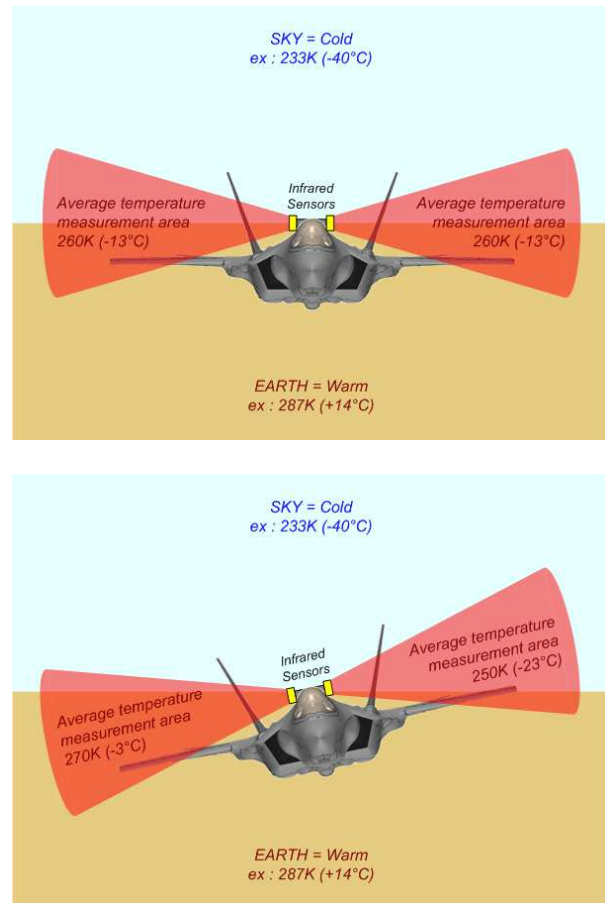 SKY = Cold
ex : 233K (-40°C)
Infrared
Sensors
Average temperature
measurement area
260K (-13°C)
Average temperature
measurement area
260K (-13°C)
EARTH = Warm
ex : 287K (+14°C)
SKY = Cold
ex : 233K (-40°C)
Infrared
Sensors
Average temperature
measurement area
250K (-23°C)
Average temperature
measurement area
270K (-3°C)
EARTH = Warm
ex : 287K (+14°C)